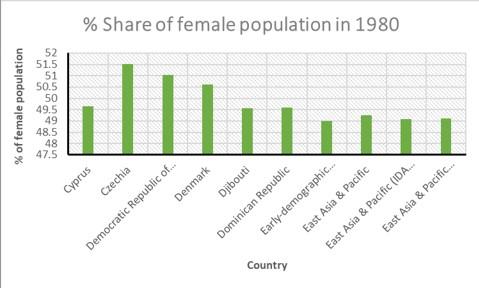 % Share of female population in 1980
% of female population
52
51.5
51
50.5
50
49.5
49
48.5
48
47.5
Cyprus
Czechia
Democratic Republic of...
Denmark
Djibouti
Dominican Republic
Early-demographic...
East Asia & Pacific
East Asia & Pacific (IDA...
East Asia & Pacific...
Country